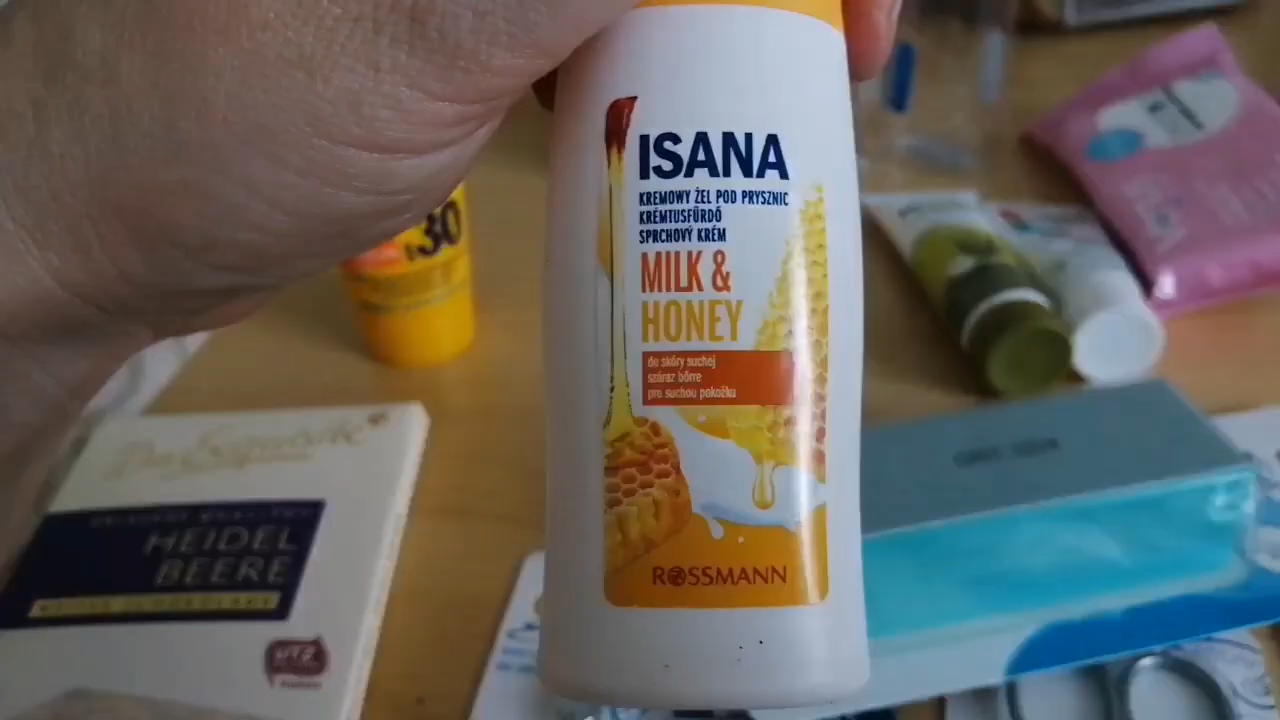 ISANA
KREMOWY ŻEL POD PRYSZNIC
KRÉMTUSFÜRDŐ
SPRCHOVÝ KRÉM
MILK &
HONEY
do skóry suchej
száraz bőrre
pro suchou pokožku
ROSSMANN
30
HEIDEL
BEERE
UTZ